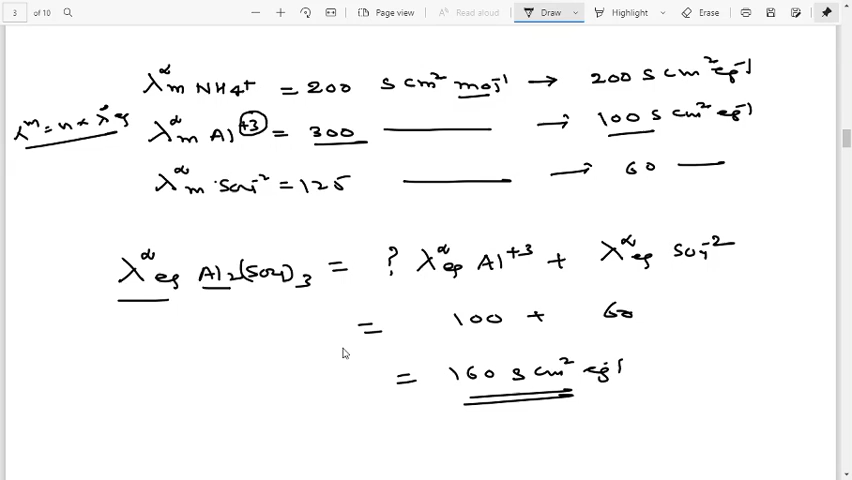 3 of 10 Page view Read aloud Draw Highlight Erase
λ∝m NH4+ = 200 S cm² mol⁻¹ → 200 S cm² eq⁻¹
λm = n × λeq λ∝m Al+3 = 300 ——— → 100 S cm² eq⁻¹
λ∝m SO4⁻² = 125 ——— → 60 ——
λ∝eq Al2(SO4)3 = ? λ∝eq Al+3 + λ∝eq SO4⁻²
= 100 + 60
= 160 S cm² eq⁻¹